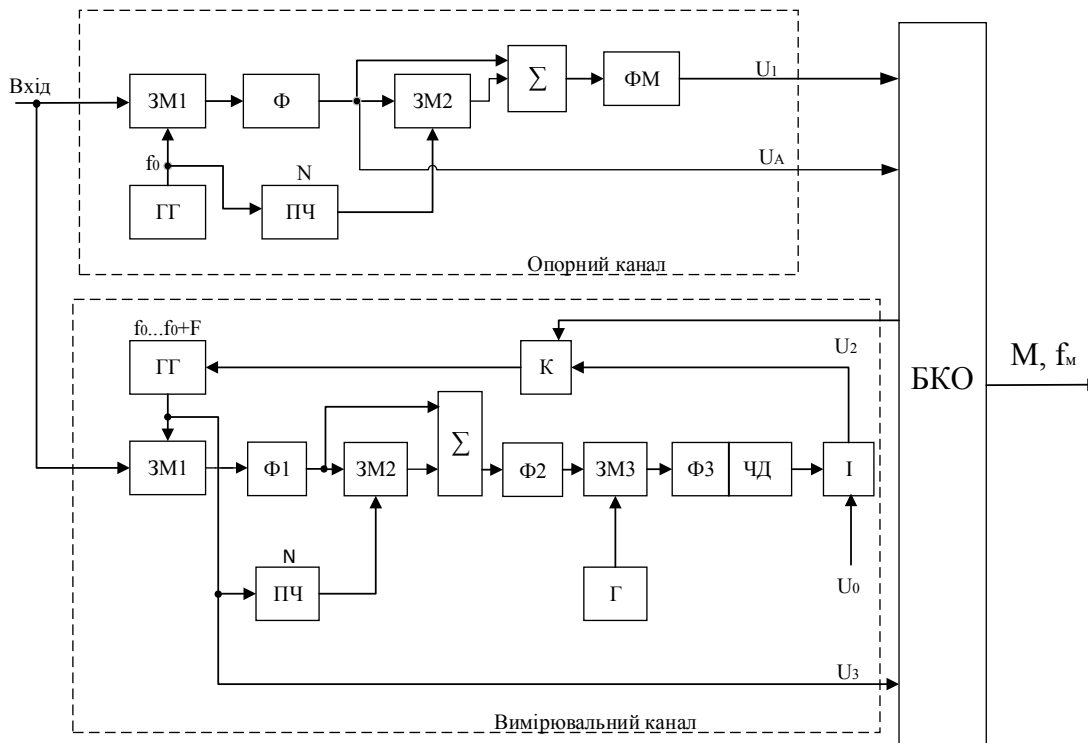 Вхід
ЗМ1
Ф
ЗМ2
∑
ФМ
U1
f0
N
UA
ГГ
ПЧ
Опорний канал
f0...f0+F
ГГ
К
U2
БКО
М, fм
ЗМ1
Ф1
ЗМ2
∑
Ф2
ЗМ3
Ф3
ЧД
І
N
ПЧ
Г
U0
U3
Вимірювальний канал